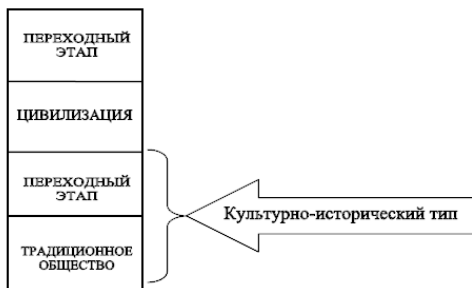 ПЕРЕХОДНЫЙ
ЭТАП
ЦИВИЛИЗАЦИЯ
ПЕРЕХОДНЫЙ
ЭТАП
Культурно-исторический тип
ТРАДИЦИОННОЕ
ОБЩЕСТВО